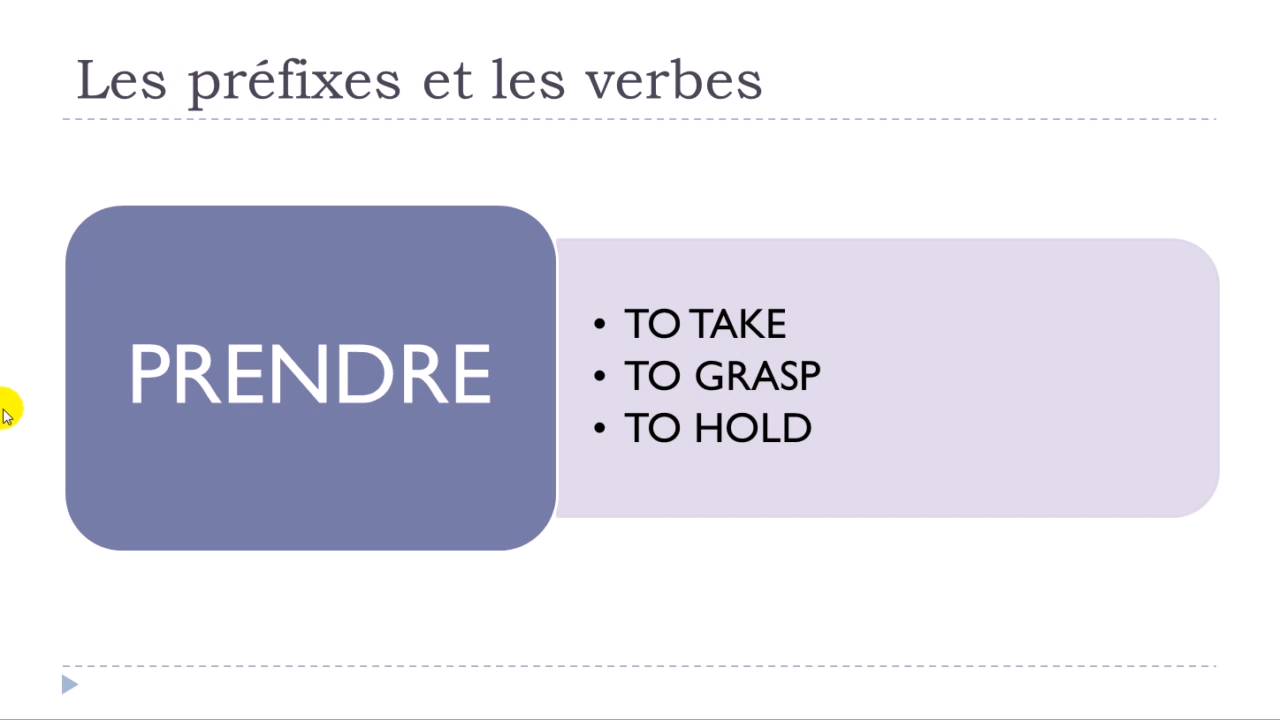 Les préfixes et les verbes
PRENDRE
• TO TAKE
• TO GRASP
• TO HOLD